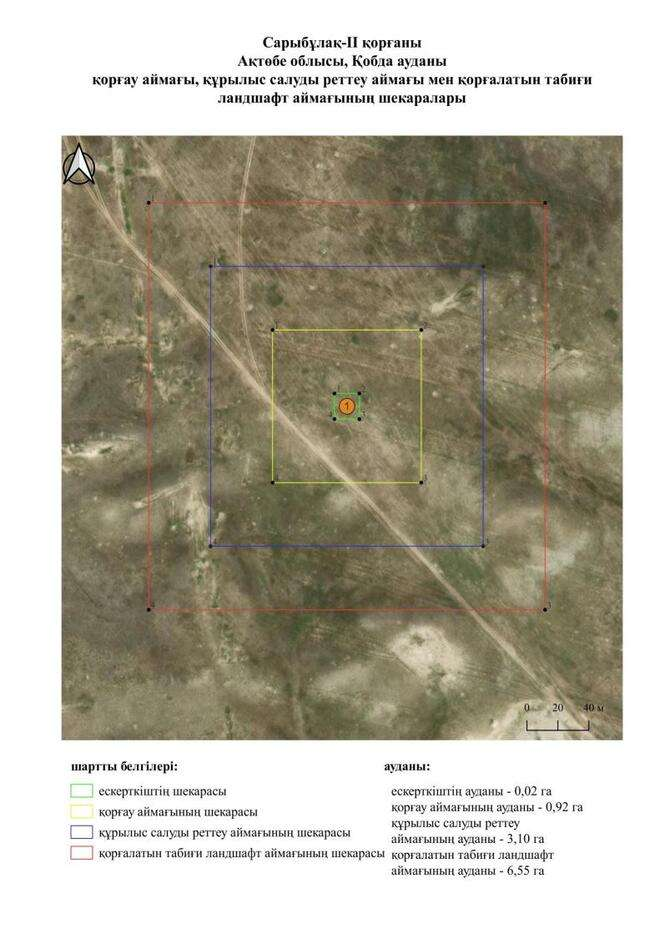 Сарыбұлақ-II қорғаны
Ақтөбе облысы, Қобда ауданы
қорғау аймағы, құрылыс салуды реттеу аймағы мен қорғалатын табиғи
ландшафт аймағының шекаралары
1
0 20 40 м
шартты белгілері:
ескерткіштің шекарасы
қорғау аймағының шекарасы
құрылыс салуды реттеу аймағының шекарасы
қорғалатын табиғи ландшафт аймағының шекарасы
ауданы:
ескерткіштің ауданы - 0,02 га
қорғау аймағының ауданы - 0,92 га
құрылыс салуды реттеу
аймағының ауданы - 3,10 га
қорғалатын табиғи ландшафт
аймағының ауданы - 6,55 га